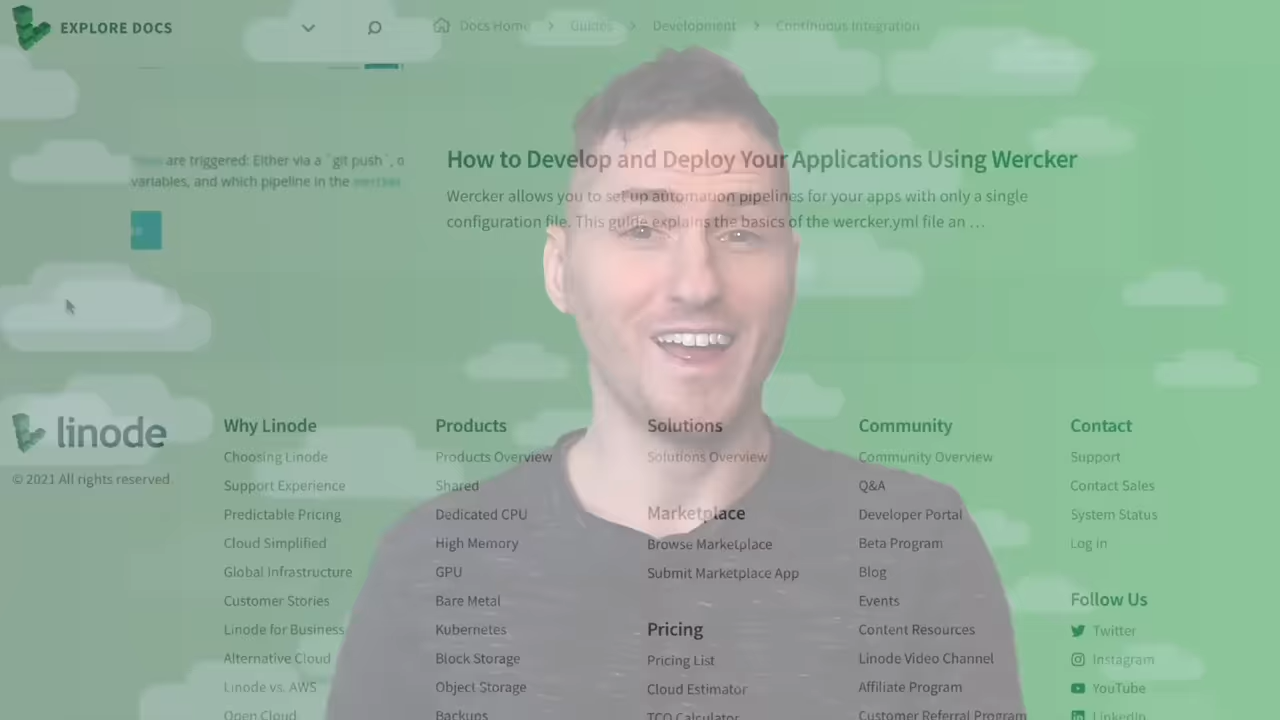 EXPLORE DOCS
Docs Home > Guides > Development > Continuous Integration
are triggered: Either via a `git push`, o
variables, and which pipeline in the
How to Develop and Deploy Your Applications Using Wercker
Wercker allows you to set up automation pipelines for your apps with only a single
configuration file. This guide explains the basics of the wercker.yml file an …
linode
© 2021 All rights reserved
Why Linode
Choosing Linode
Support Experience
Predictable Pricing
Cloud Simplified
Global Infrastructure
Customer Stories
Linode for Business
Alternative Cloud
Linode vs. AWS
Open Cloud
Products
Products Overview
Shared
Dedicated CPU
High Memory
GPU
Bare Metal
Kubernetes
Block Storage
Object Storage
Backups
Solutions
Solutions Overview
Marketplace
Browse Marketplace
Submit Marketplace App
Pricing
Pricing List
Cloud Estimator
TCO Calculator
Community
Community Overview
Q&A
Developer Portal
Beta Program
Blog
Events
Content Resources
Linode Video Channel
Affiliate Program
Customer Referral Program
Contact
Support
Contact Sales
System Status
Log in
Follow Us
Twitter
Instagram
YouTube
LinkedIn